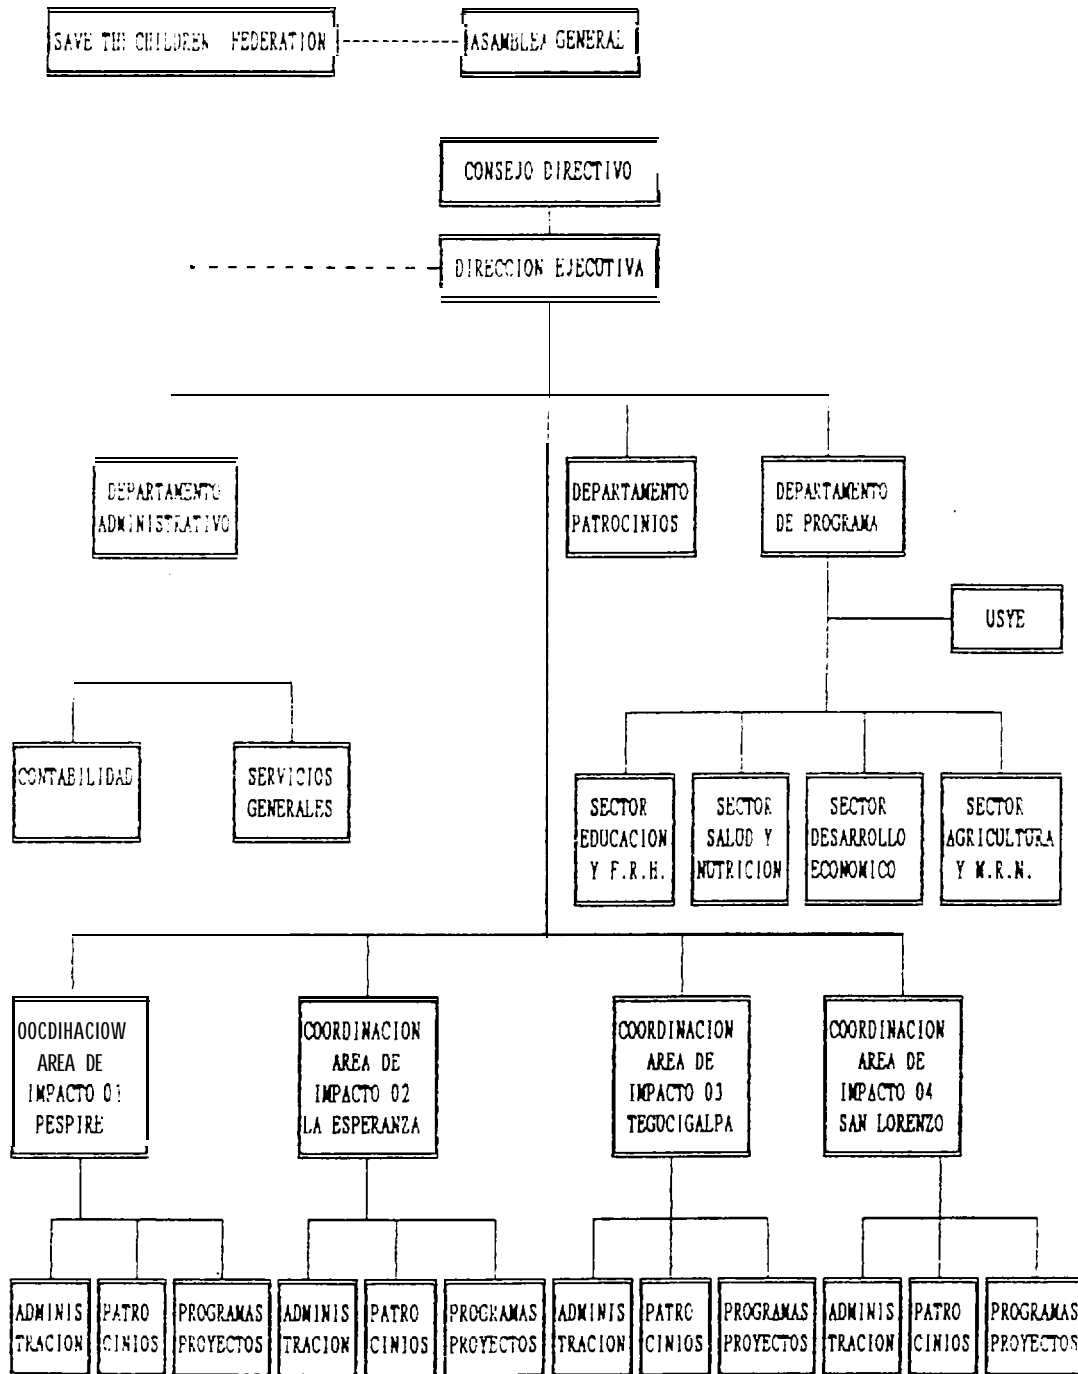 SAVE THE CHILDREN FEDERATION
ASAMBLEA GENERAL
CONSEJO DIRECTIVO
DIRECCION EJECUTIVA
DEPARTAMENTO
ADMINISTRATIVO
DEPARTAMENTO
PATROCINIOS
DEPARTAMENTO
DE PROGRAMA
USYE
CONTABILIDAD
SERVICIOS
GENERALES
SECTOR
EDUCACION
Y F.R.H.
SECTOR
SALUD Y
NUTRICION
SECTOR
DESARROLLO
ECONOMICO
SECTOR
AGRICULTURA
Y M.R.N.
OOCDIHACIOW
AREA DE
IMPACTO 01
PESPIRE
COORDINACION
AREA DE
IMPACTO 02
LA ESPERANZA
COORDINACION
AREA DE
IMPACTO 03
TEGUCIGALPA
COORDINACION
AREA DE
IMPACTO 04
SAN LORENZO
ADMINIS
TRACION
PATRO
CINIOS
PROGRAMAS
PROYECTOS
ADMINIS
TRACION
PATRO
CINIOS
PROGRAMAS
PROYECTOS
ADMINIS
TRACION
PATRO
CINIOS
PROGRAMAS
PROYECTOS
ADMINIS
TRACION
PATRO
CINIOS
PROGRAMAS
PROYECTOS